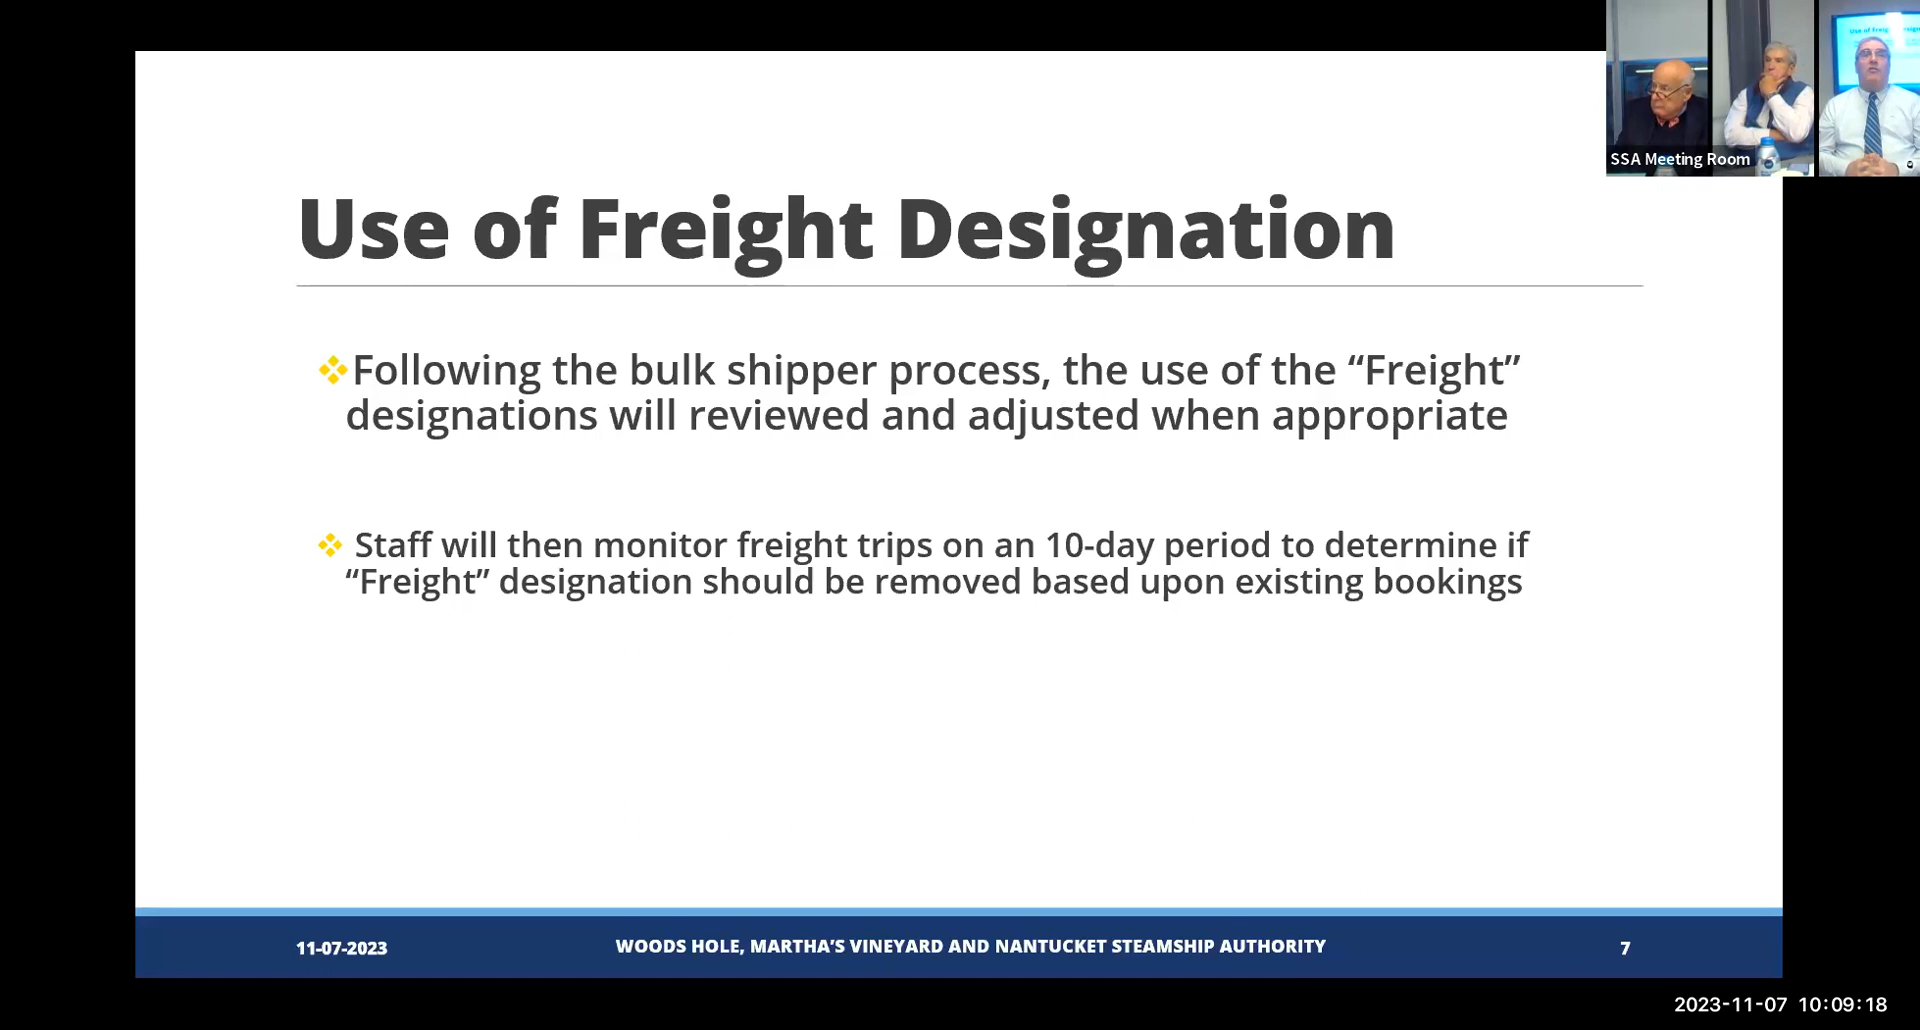 Use of Freight Designation
Following the bulk shipper process, the use of the “Freight”
designations will reviewed and adjusted when appropriate
Staff will then monitor freight trips on an 10-day period to determine if
“Freight” designation should be removed based upon existing bookings
11-07-2023
WOODS HOLE, MARTHA’S VINEYARD AND NANTUCKET STEAMSHIP AUTHORITY
7
SSA Meeting Room
2023-11-07 10:09:18